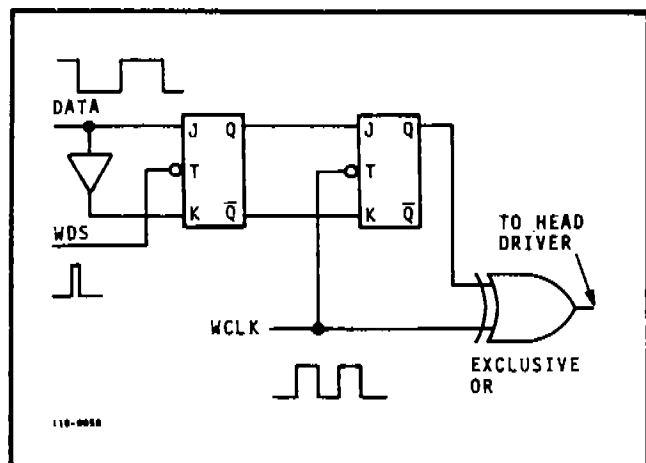 DATA
J Q J Q
T T
K Q̅ K Q̅
WDS
TO HEAD
DRIVER
WCLK
EXCLUSIVE
OR